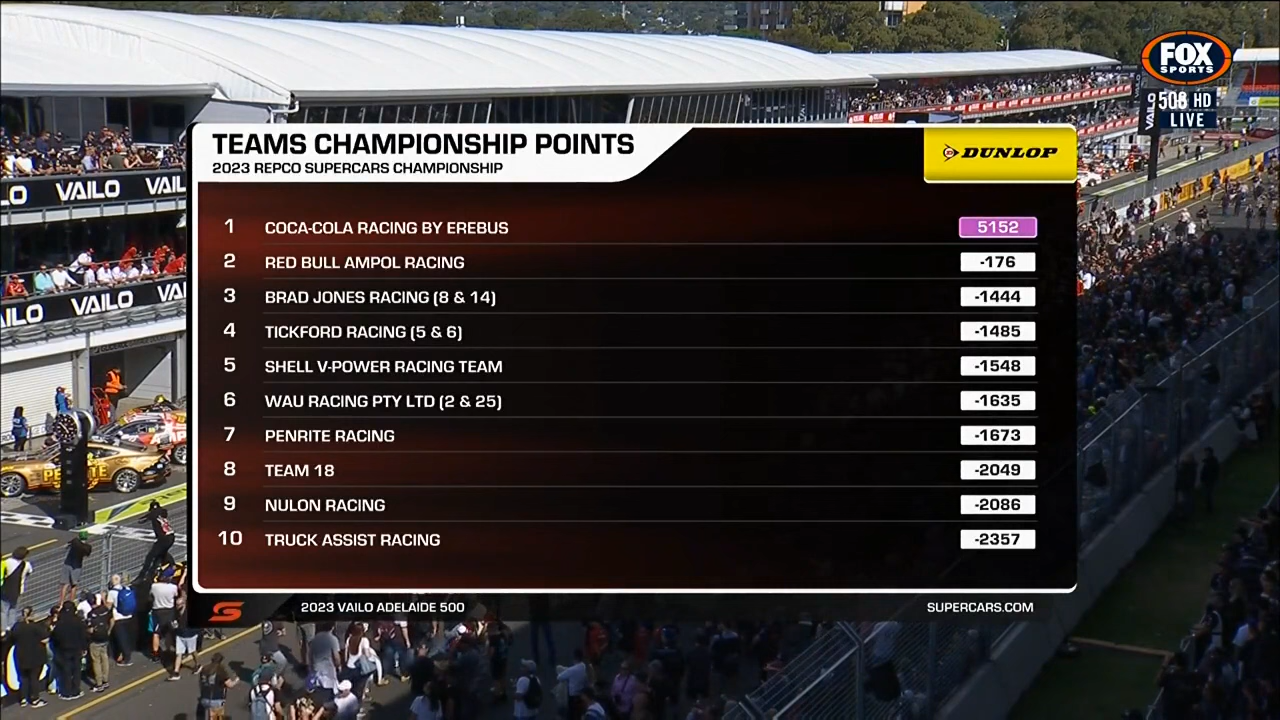 FOX
SPORTS
508 HD
LIVE
TEAMS CHAMPIONSHIP POINTS
2023 REPCO SUPERCARS CHAMPIONSHIP
DUNLOP
1 COCA-COLA RACING BY EREBUS 5152
2 RED BULL AMPOL RACING -176
3 BRAD JONES RACING (8 & 14) -1444
4 TICKFORD RACING (5 & 6) -1485
5 SHELL V-POWER RACING TEAM -1548
6 WAU RACING PTY LTD (2 & 25) -1635
7 PENRITE RACING -1673
8 TEAM 18 -2049
9 NULON RACING -2086
10 TRUCK ASSIST RACING -2357
2023 VAILO ADELAIDE 500
SUPERCARS.COM
VAILO
VAILO
VAILO